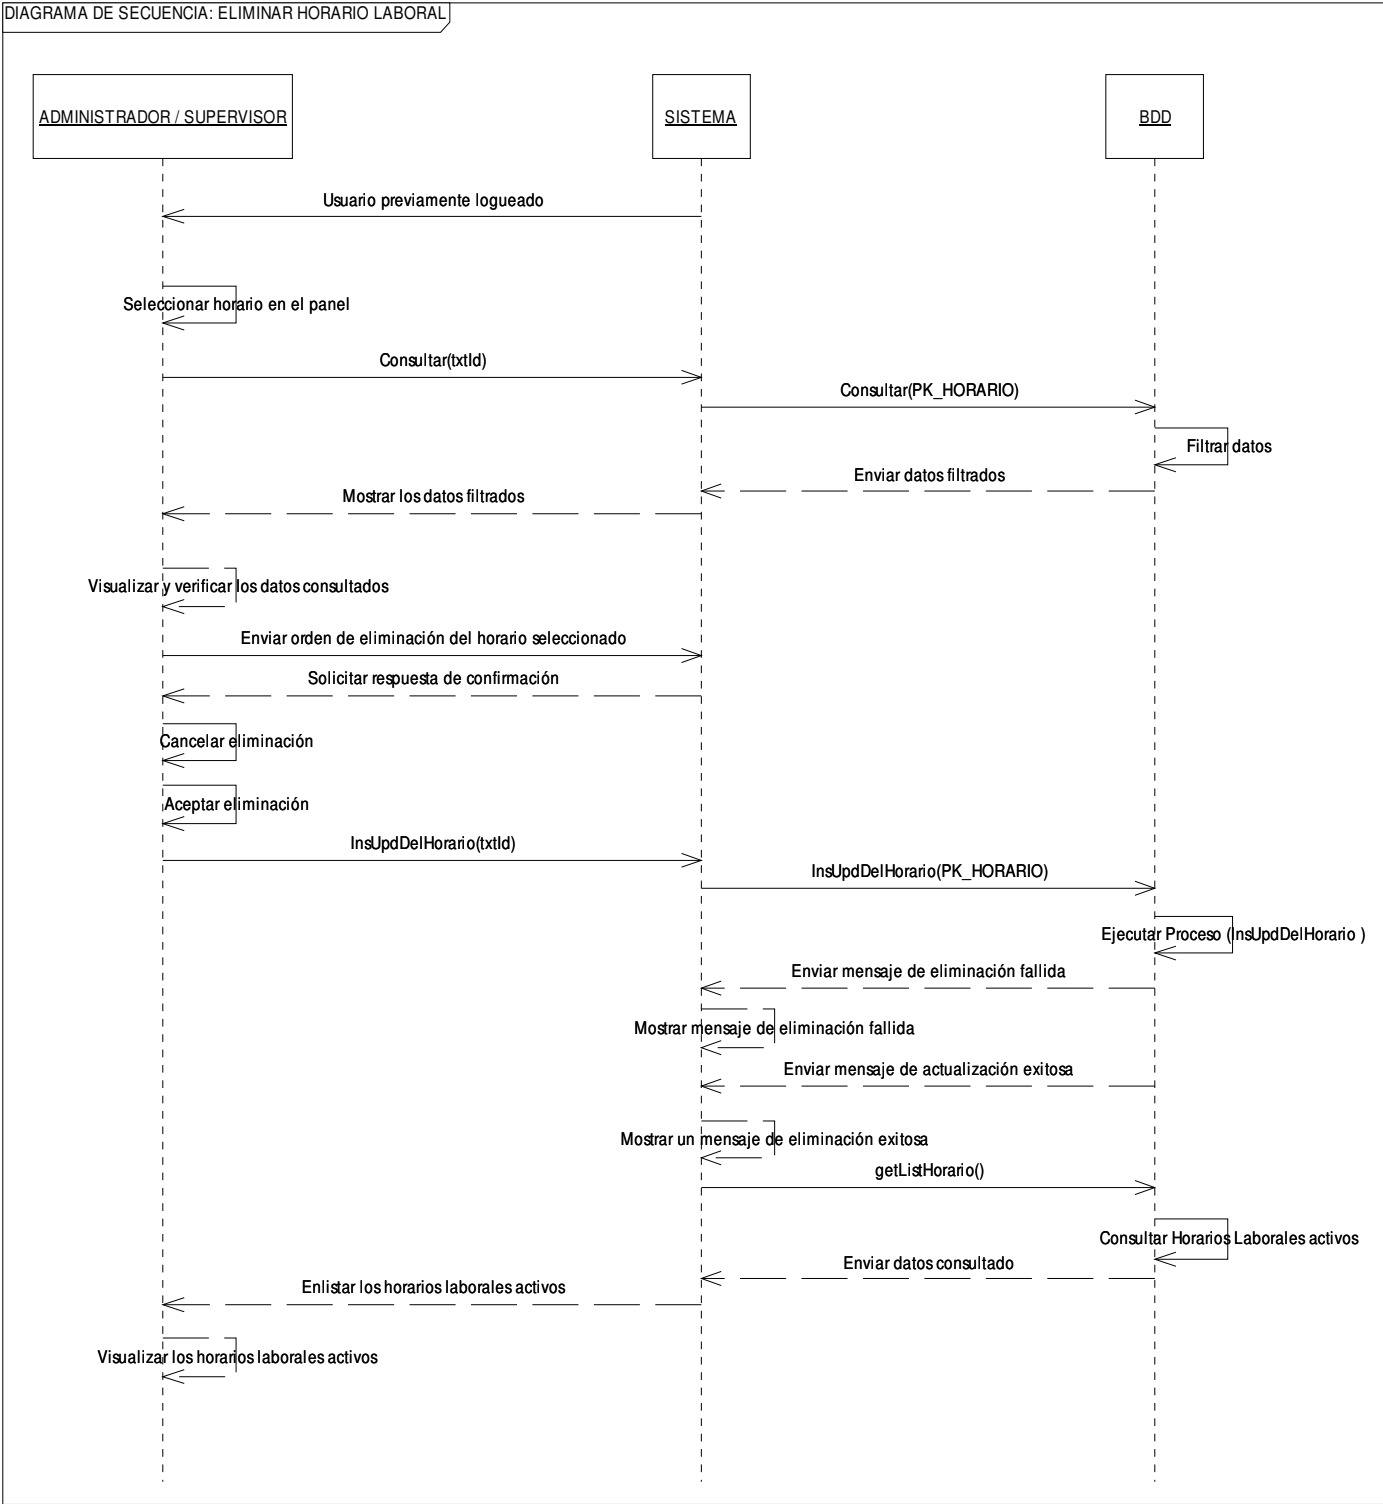 DIAGRAMA DE SECUENCIA: ELIMINAR HORARIO LABORAL
ADMINISTRADOR / SUPERVISOR
SISTEMA
BDD
Usuario previamente logueado
Seleccionar horario en el panel
Consultar(txtId)
Consultar(PK_HORARIO)
Filtrar datos
Enviar datos filtrados
Mostrar los datos filtrados
Visualizar y verificar los datos consultados
Enviar orden de eliminación del horario seleccionado
Solicitar respuesta de confirmación
Cancelar eliminación
Aceptar eliminación
InsUpdDelHorario(txtId)
InsUpdDelHorario(PK_HORARIO)
Ejecutar Proceso (InsUpdDelHorario )
Enviar mensaje de eliminación fallida
Mostrar mensaje de eliminación fallida
Enviar mensaje de actualización exitosa
Mostrar un mensaje de eliminación exitosa
getListHorario()
Consultar Horarios Laborales activos
Enviar datos consultado
Enlistar los horarios laborales activos
Visualizar los horarios laborales activos